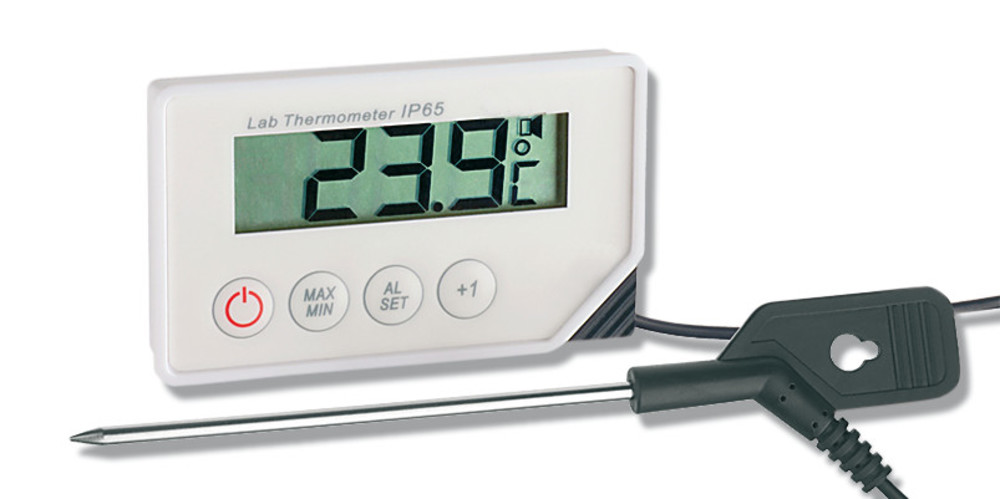 Lab Thermometer IP65
23.9°C
MAX
MIN
AL
SET
+1